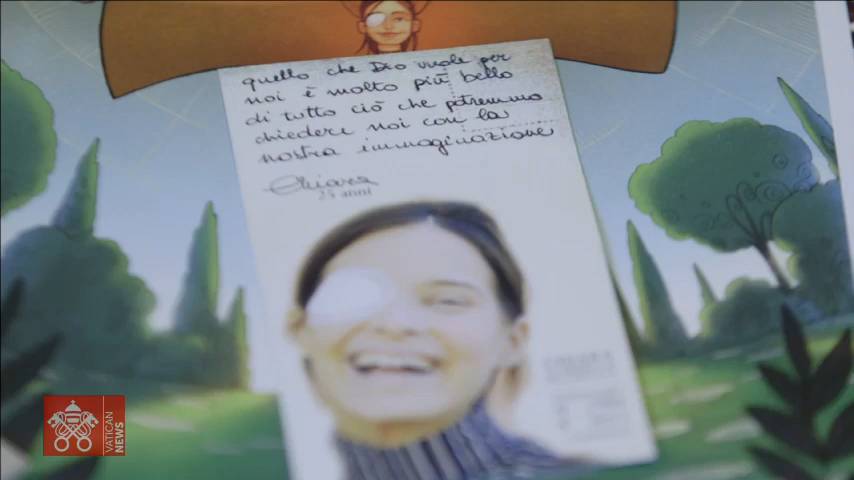 quello che Dio vuole per
noi è molto più bello
di tutto ciò che potremmo
chiedere noi con la
nostra immaginazione
Chiara
25 anni
VATICAN
NEWS